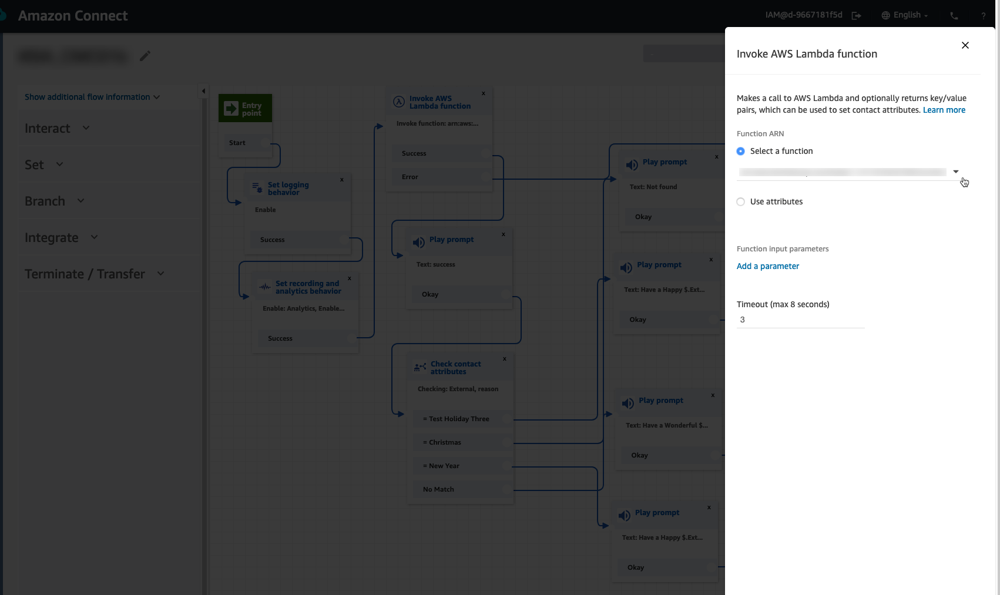 Amazon Connect
IAM@d-9667181f5d
English
?
Show additional flow information
Interact
Set
Branch
Integrate
Terminate / Transfer
Entry
point
Start
x
Set logging
behavior
Enable
Success
x
Set recording and
analytics behavior
Enable: Analytics, Enable...
Success
x
Invoke AWS
Lambda function
Invoke function: arn:aws:...
Success
Error
x
Play prompt
Text: success
Okay
x
Check contact
attributes
Checking: External, reason
= Test Holiday Three
= Christmas
= New Year
No Match
x
Play prompt
Text: Not found
Okay
x
Play prompt
Text: Have a Happy $.Ext...
Okay
x
Play prompt
Text: Have a Wonderful $...
Okay
x
Play prompt
Text: Have a Happy $.Ext...
Okay
Invoke AWS Lambda function
Makes a call to AWS Lambda and optionally returns key/value
pairs, which can be used to set contact attributes. Learn more
Function ARN
Select a function
Use attributes
Function input parameters
Add a parameter
Timeout (max 8 seconds)
3